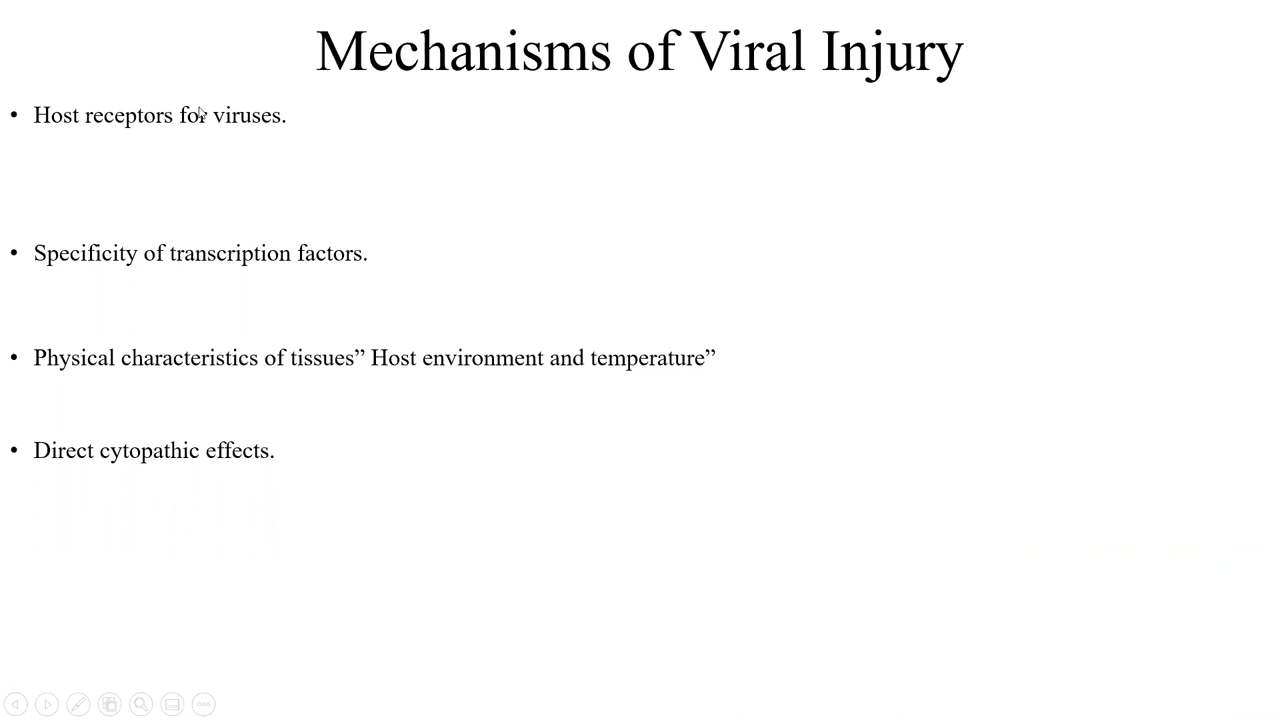 Mechanisms of Viral Injury
• Host receptors for viruses.
• Specificity of transcription factors.
• Physical characteristics of tissues” Host environment and temperature”
• Direct cytopathic effects.